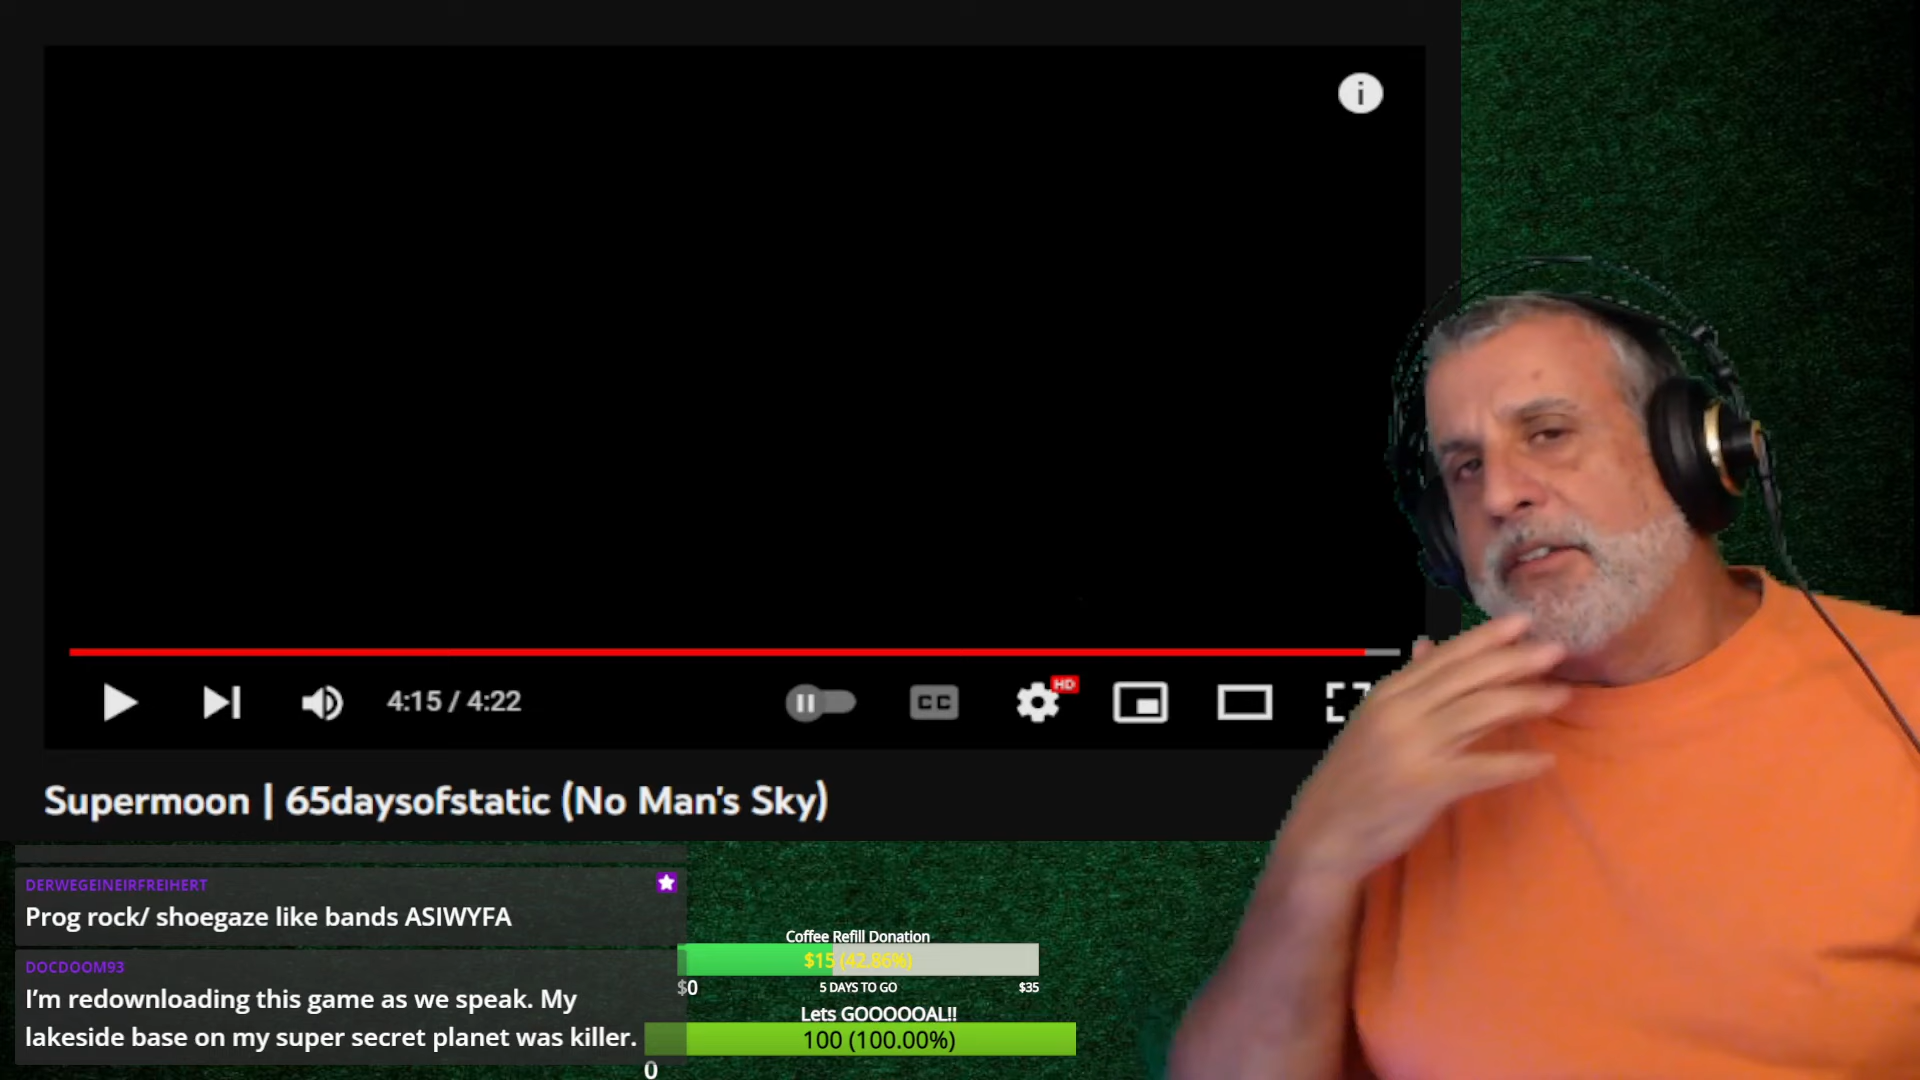 i
HD
CC
4:15 / 4:22
Supermoon | 65daysofstatic (No Man's Sky)
DERWEGEINEIRFREIHERT
Prog rock/ shoegaze like bands ASIWYFA
DOCDOOM93
I'm redownloading this game as we speak. My
lakeside base on my super secret planet was killer.
Coffee Refill Donation
$15 (42.86%)
$0 5 DAYS TO GO $35
Lets GOOOOOAL!!
100 (100.00%)
0